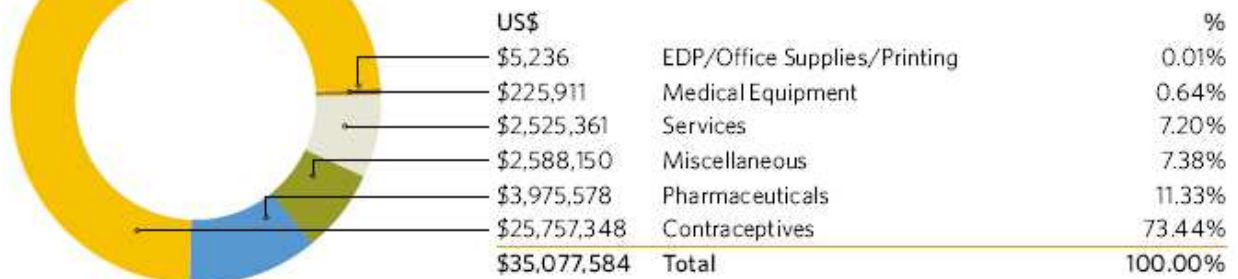 US$ %
$5,236 EDP/Office Supplies/Printing 0.01%
$225,911 Medical Equipment 0.64%
$2,525,361 Services 7.20%
$2,588,150 Miscellaneous 7.38%
$3,975,578 Pharmaceuticals 11.33%
$25,757,348 Contraceptives 73.44%
$35,077,584 Total 100.00%